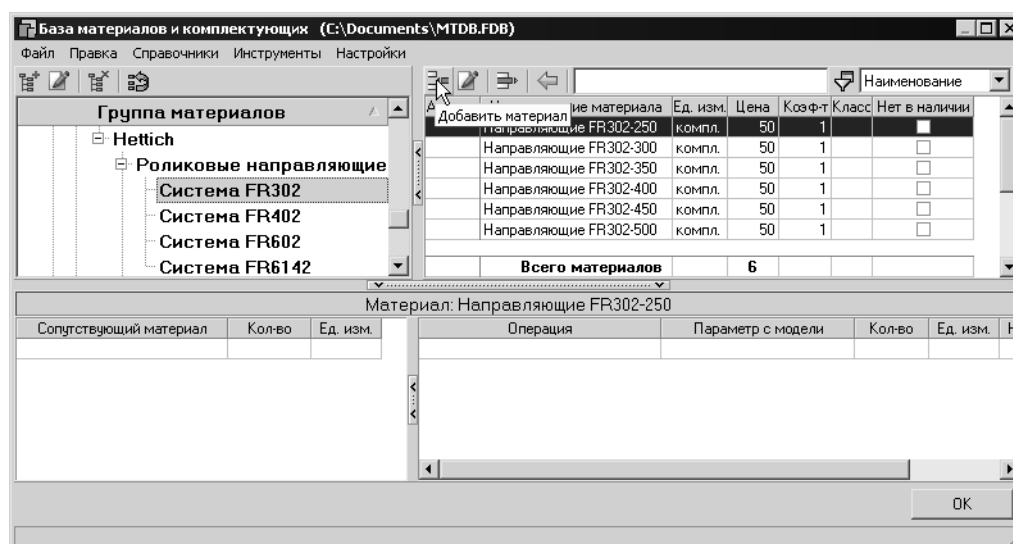 База материалов и комплектующих (C:\Documents\MTDB.FDB)
Файл Правка Справочники Инструменты Настройки
Наименование
Группа материалов
Hettich
Роликовые направляющие
Система FR302
Система FR402
Система FR602
Система FR6142
Добавить материал
материала Ед. изм. Цена Коэф-т Класс Нет в наличии
Направляющие FR302-250 компл. 50 1
Направляющие FR302-300 компл. 50 1
Направляющие FR302-350 компл. 50 1
Направляющие FR302-400 компл. 50 1
Направляющие FR302-450 компл. 50 1
Направляющие FR302-500 компл. 50 1
Всего материалов 6
Материал: Направляющие FR302-250
Сопутствующий материал Кол-во Ед. изм.
Операция Параметр с модели Кол-во Ед. изм.
OK